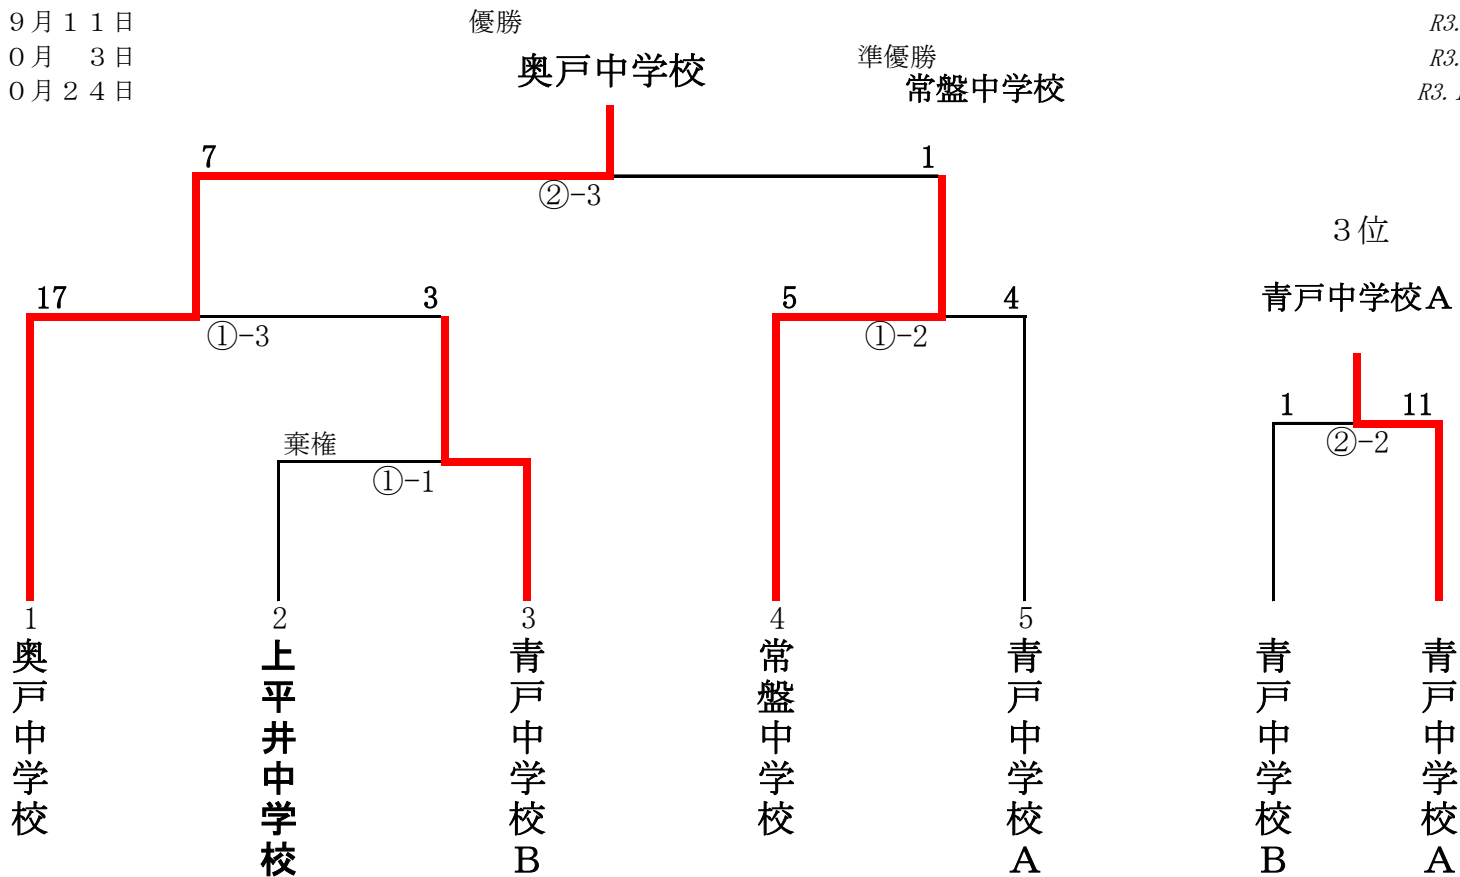 ９月１１日
優勝
R3.
０月　３日
奥戸中学校
準優勝
R3.
０月２４日
常盤中学校
R3. 1
7
1
②-3
３位
17
3
5
4
青戸中学校Ａ
①-3
①-2
1
11
棄権
②-2
①-1
1
2
3
4
5
奥戸中学校
上平井中学校
青戸中学校Ｂ
常盤中学校
青戸中学校Ａ
青戸中学校Ｂ
青戸中学校Ａ